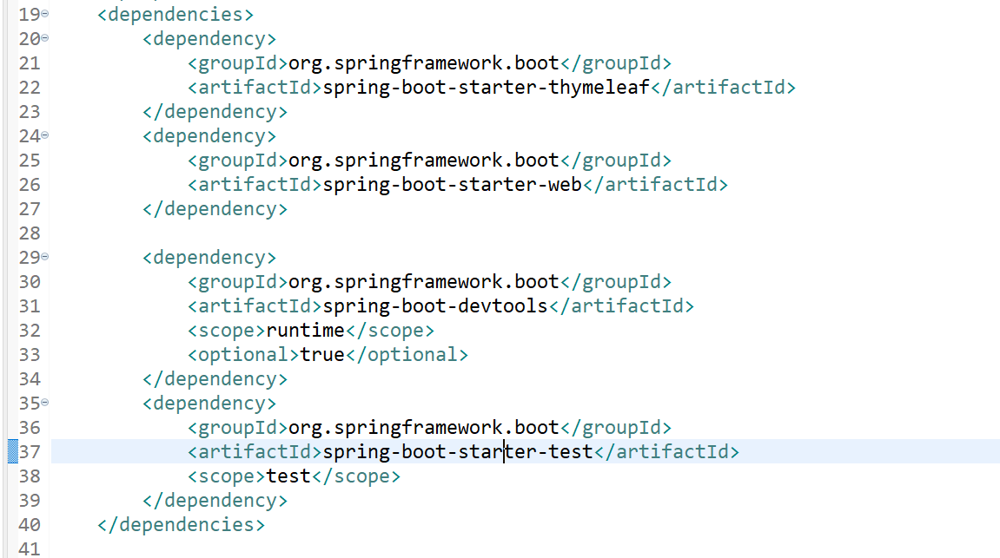 19 <dependencies>
20 <dependency>
21 <groupId>org.springframework.boot</groupId>
22 <artifactId>spring-boot-starter-thymeleaf</artifactId>
23 </dependency>
24 <dependency>
25 <groupId>org.springframework.boot</groupId>
26 <artifactId>spring-boot-starter-web</artifactId>
27 </dependency>
28
29 <dependency>
30 <groupId>org.springframework.boot</groupId>
31 <artifactId>spring-boot-devtools</artifactId>
32 <scope>runtime</scope>
33 <optional>true</optional>
34 </dependency>
35 <dependency>
36 <groupId>org.springframework.boot</groupId>
37 <artifactId>spring-boot-starter-test</artifactId>
38 <scope>test</scope>
39 </dependency>
40 </dependencies>
41